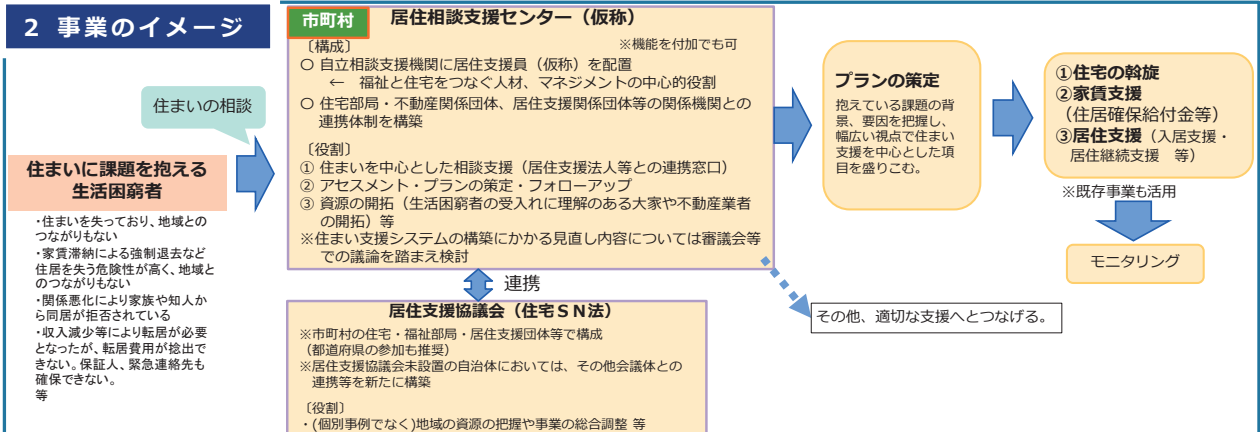 2 事業のイメージ
住まいの相談
住まいに課題を抱える
生活困窮者
・住まいを失っており、地域との
つながりもない
・家賃滞納による強制退去など
住居を失う危険性が高く、地域と
のつながりもない
・関係悪化により家族や知人か
ら同居が拒否されている
・収入減少等により転居が必要
となったが、転居費用が捻出で
きない。保証人、緊急連絡先も
確保できない。
等
市町村
居住相談支援センター（仮称）
〔構成〕
※機能を付加でも可
〇 自立相談支援機関に居住支援員（仮称）を配置
← 福祉と住宅をつなぐ人材、マネジメントの中心的役割
〇 住宅部局・不動産関係団体、居住支援関係団体等の関係機関との
連携体制を構築
〔役割〕
① 住まいを中心とした相談支援（居住支援法人等との連携窓口）
② アセスメント・プランの策定・フォローアップ
③ 資源の開拓（生活困窮者の受入れに理解のある大家や不動産業者
の開拓）等
※住まい支援システムの構築にかかる見直し内容については審議会等
での議論を踏まえ検討
連携
居住支援協議会（住宅ＳＮ法）
※市町村の住宅・福祉部局・居住支援団体等で構成
（都道府県の参加も推奨）
※居住支援協議会未設置の自治体においては、その他会議体との
連携等を新たに構築
〔役割〕
・(個別事例でなく)地域の資源の把握や事業の総合調整 等
プランの策定
抱えている課題の背
景、要因を把握し、
幅広い視点で住まい
支援を中心とした項
目を盛りこむ。
①住宅の斡旋
②家賃支援
（住居確保給付金等）
③居住支援（入居支援・
居住継続支援 等）
※既存事業も活用
モニタリング
その他、適切な支援へとつなげる。